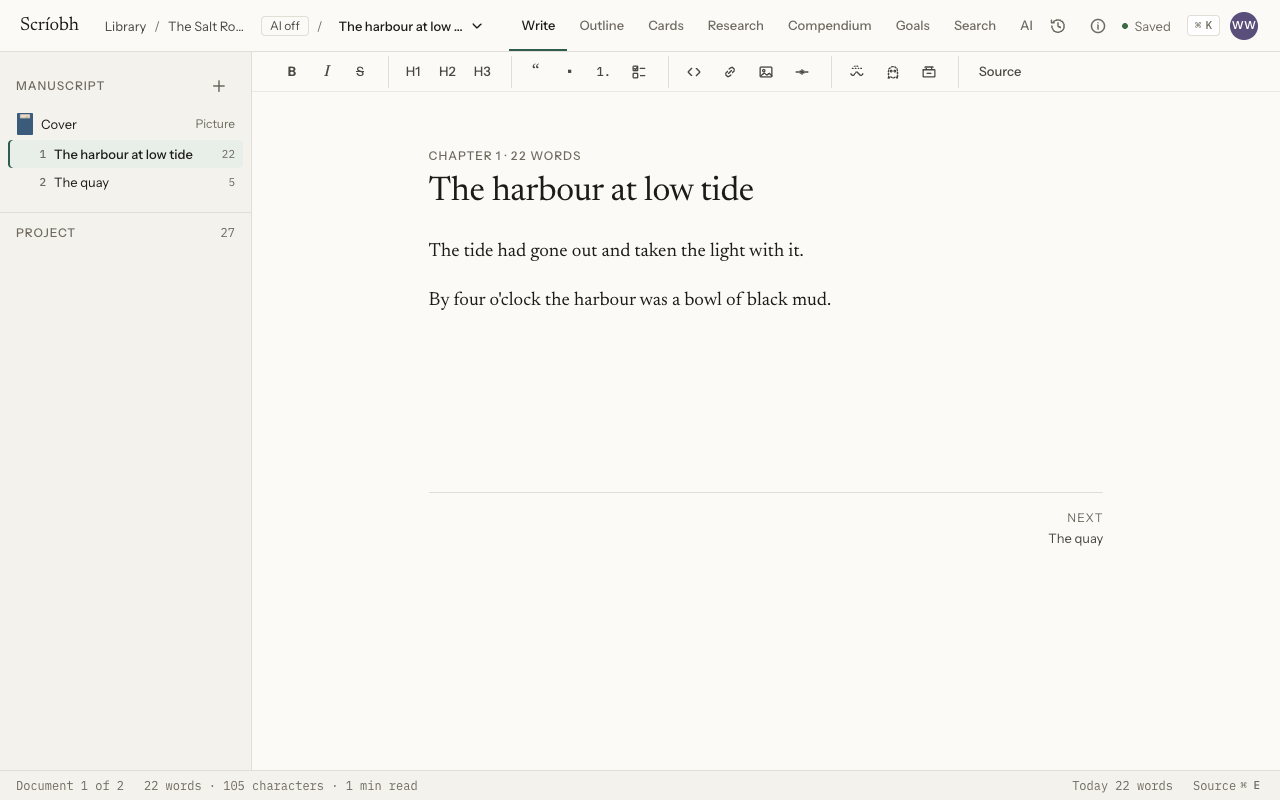 Scríobh Library / The Salt Ro... AI off / The harbour at low ... Write Outline Cards Research Compendium Goals Search AI Saved ⌘ K WW
B I S H1 H2 H3 “ ▪ 1. Source
MANUSCRIPT +
Cover Picture
1 The harbour at low tide 22
2 The quay 5
PROJECT 27
CHAPTER 1 · 22 WORDS
The harbour at low tide
The tide had gone out and taken the light with it.
By four o'clock the harbour was a bowl of black mud.
NEXT
The quay
Document 1 of 2 22 words · 105 characters · 1 min read Today 22 words Source ⌘ E